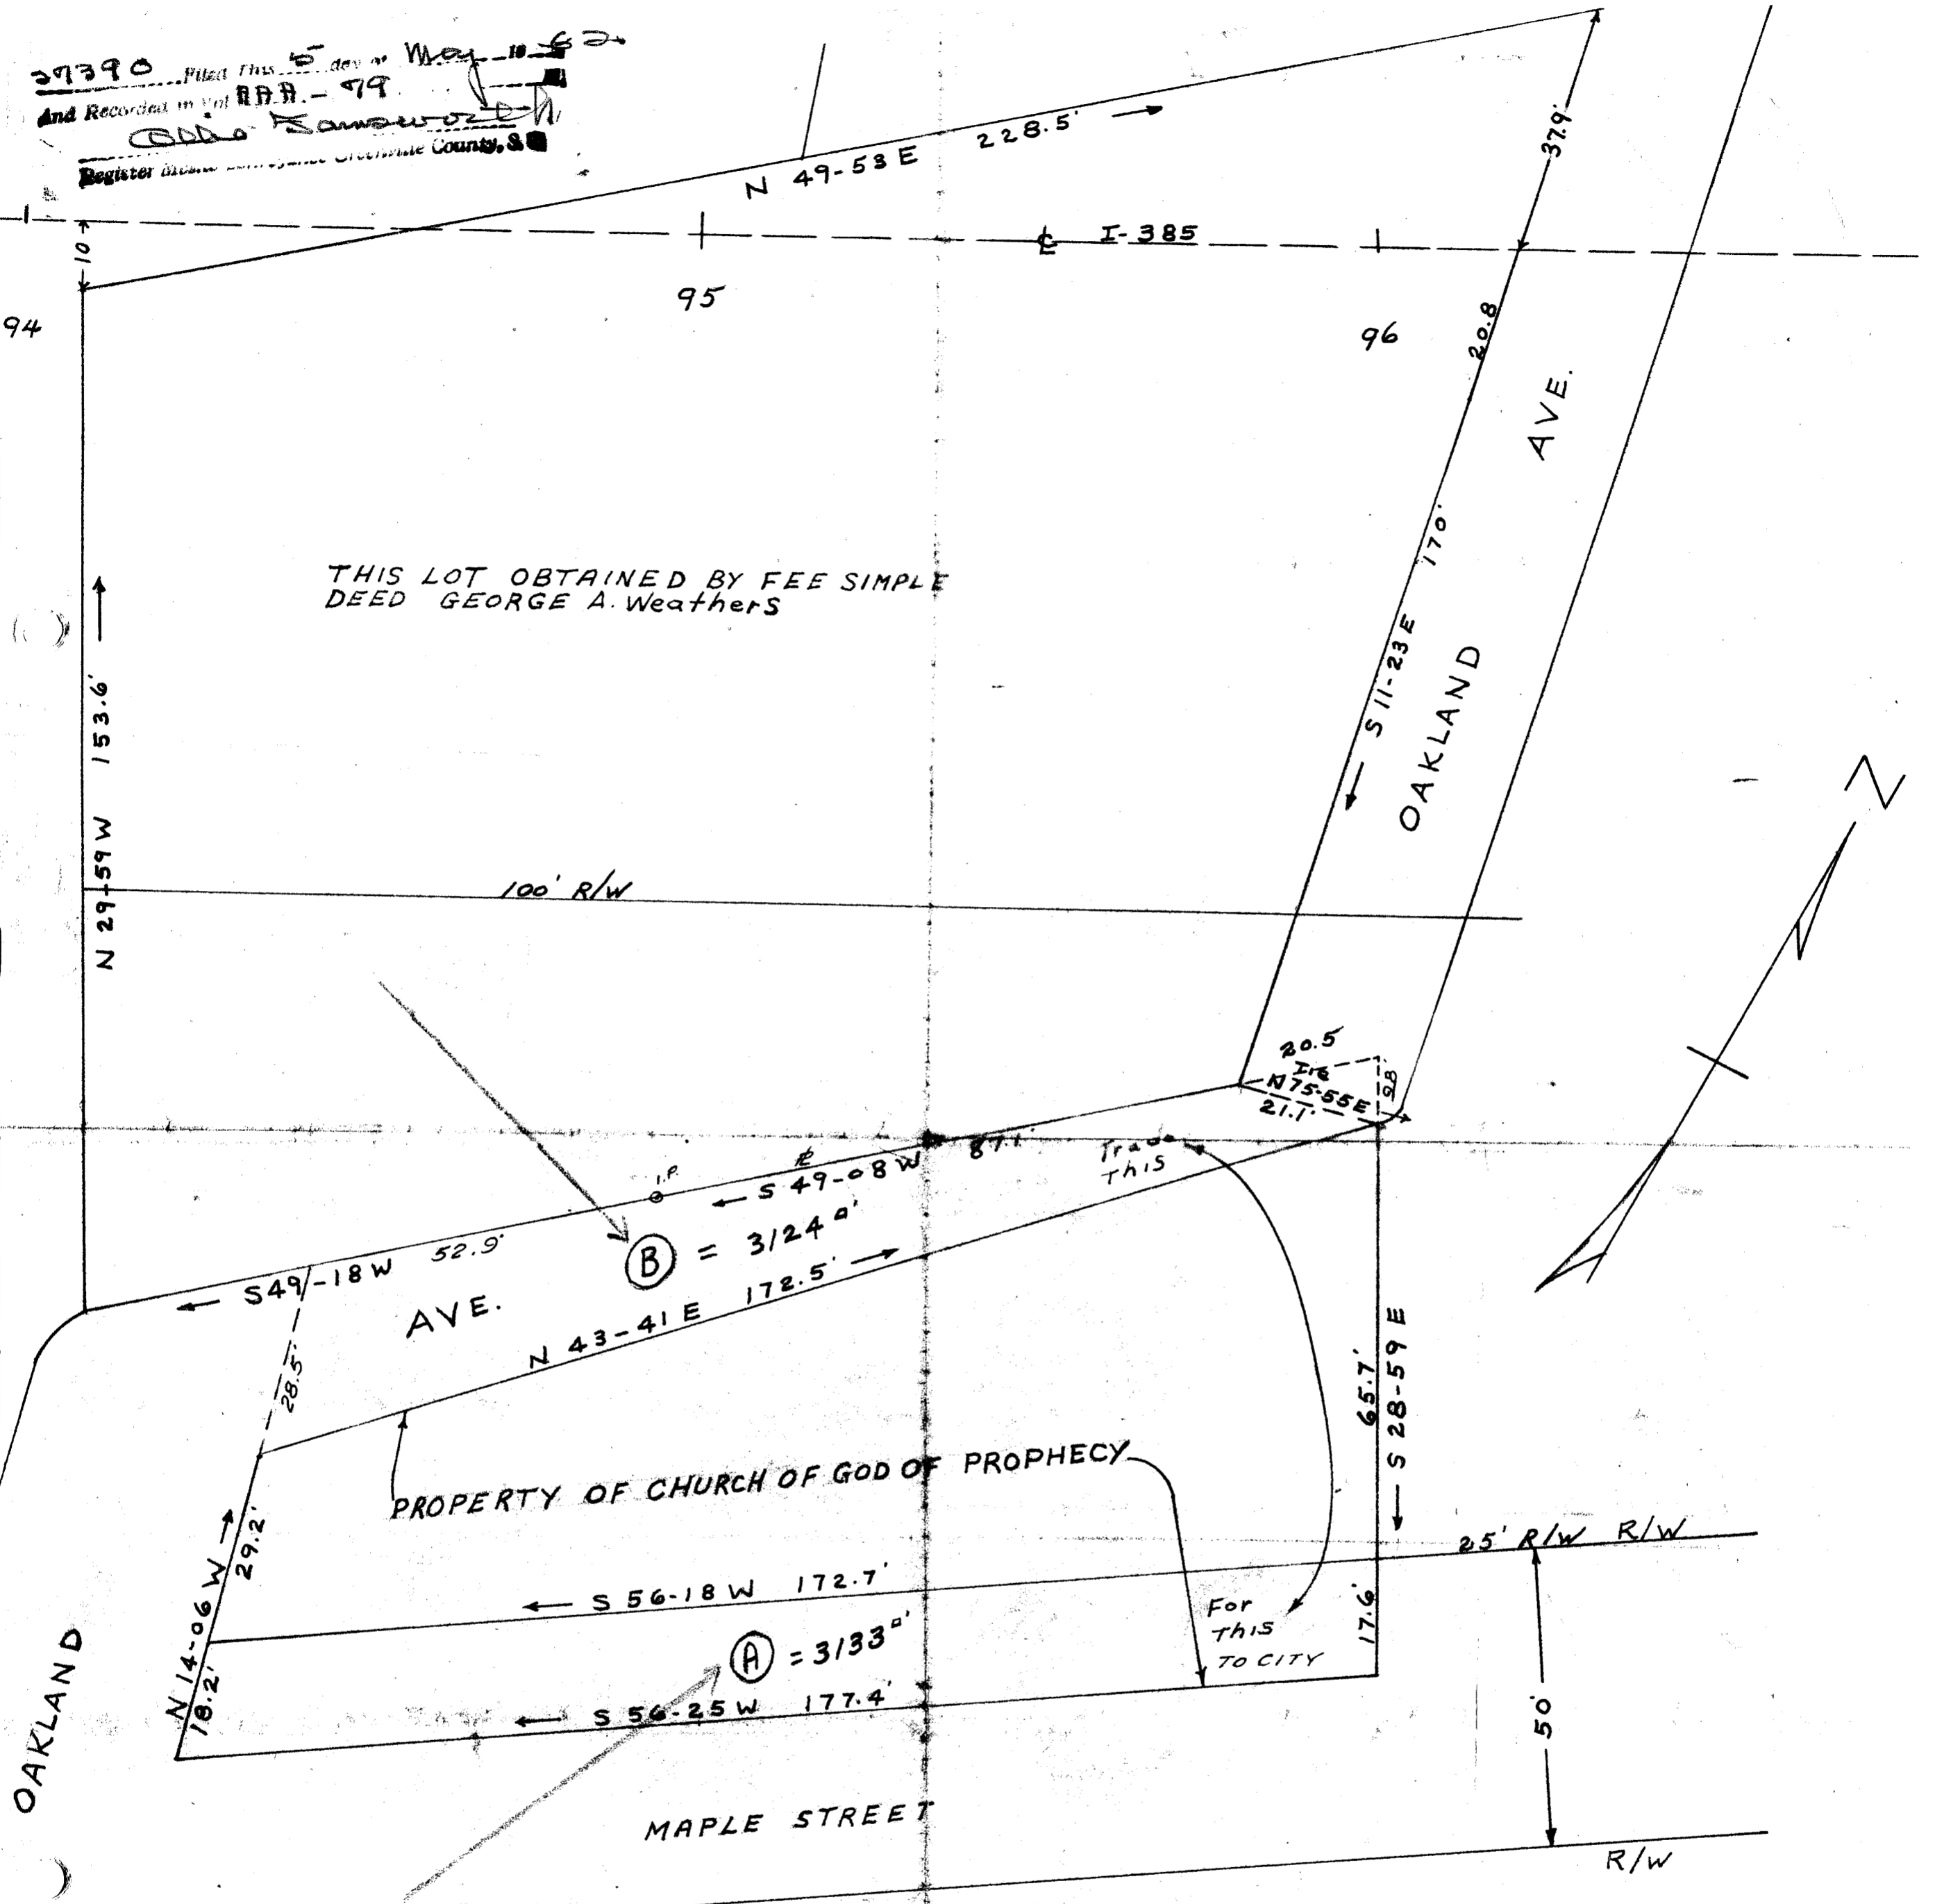 27390 Filed This 5 day of May 19 62
And Recorded in Vol AAA.-79
Register County, S
37.9'
228.5'
N 49-53 E
10
℄ I-385
94
95
96
20.8
AVE.
170'
THIS LOT OBTAINED BY FEE SIMPLE
DEED GEORGE A. Weathers
S 11-23 E
OAKLAND
N 29-59 W 153.6'
N
100' R/W
20.5
N 75-55 E
9.8
21.1'
Trade
This
87.1'
S 49-08 W
I.P.
52.9'
S 49-18 W
B = 3124 □'
AVE.
N 43-41 E 172.5'
28.5'
65.7'
S 28-59 E
PROPERTY OF CHURCH OF GOD OF PROPHECY
29.2'
N 14-06 W
18.2'
25' R/W R/W
S 56-18 W 172.7'
17.6'
For
This
TO CITY
A = 3133 □'
S 56-25 W 177.4'
50'
OAKLAND
MAPLE STREET
R/W